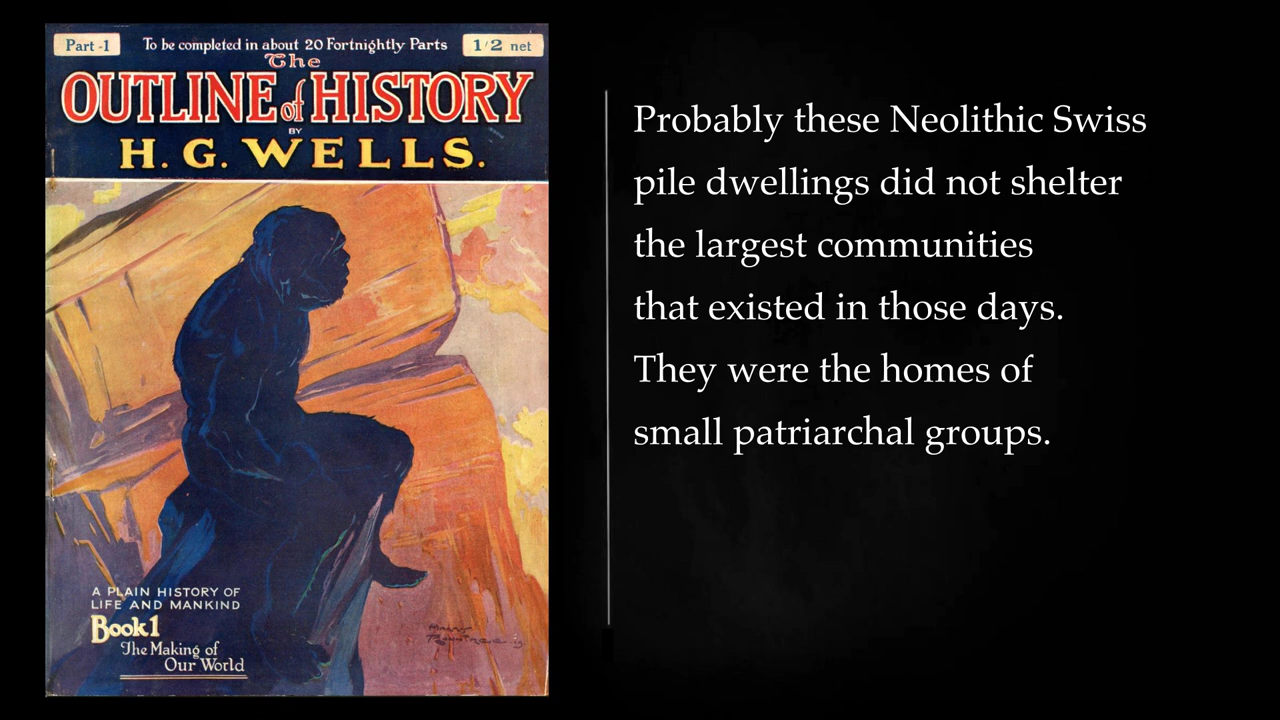 Part -1
To be completed in about 20 Fortnightly Parts
1/2 net
The
OUTLINE of HISTORY
BY
H. G. WELLS.
A PLAIN HISTORY OF
LIFE AND MANKIND
Book 1
The Making of
Our World
Probably these Neolithic Swiss
pile dwellings did not shelter
the largest communities
that existed in those days.
They were the homes of
small patriarchal groups.